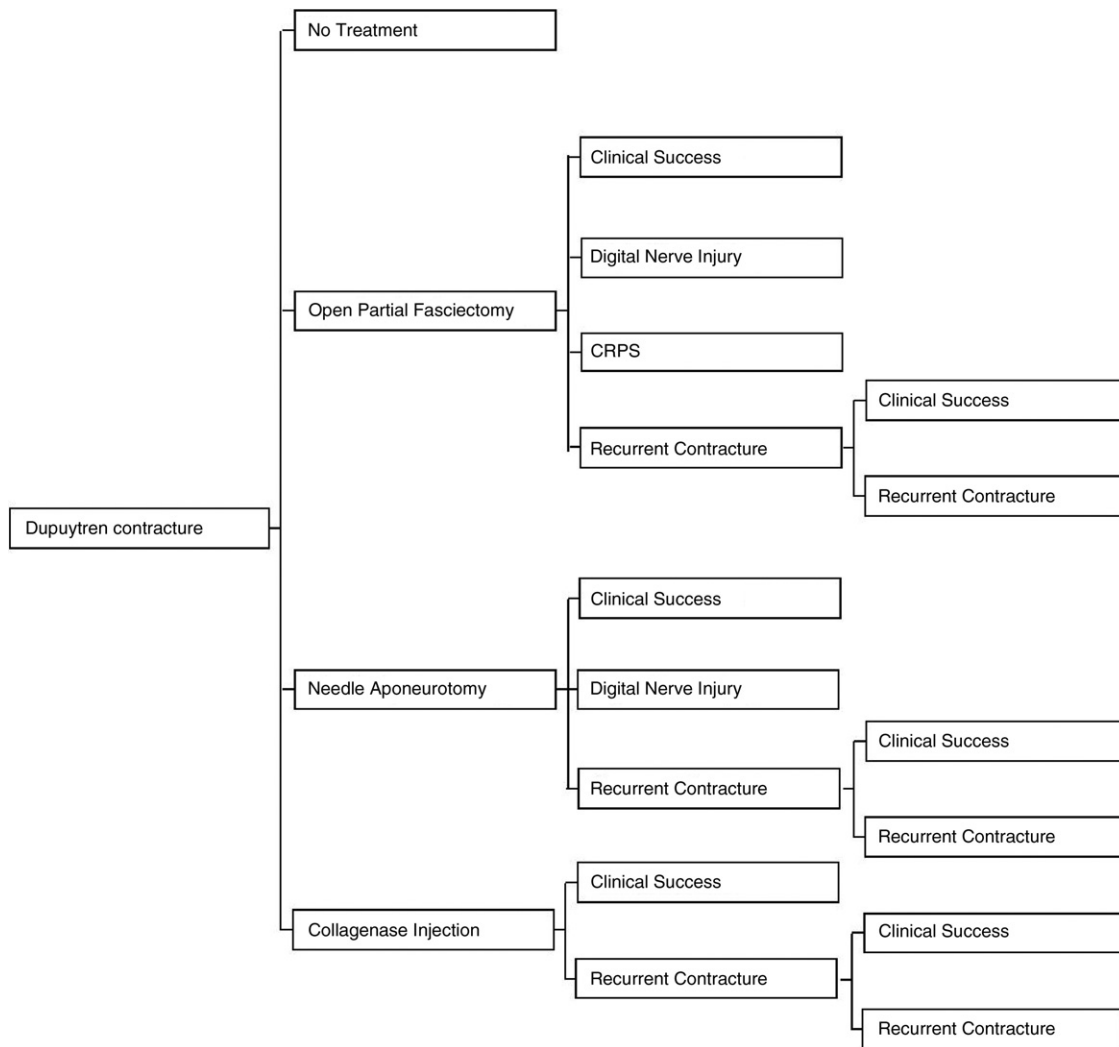 No Treatment
Clinical Success
Digital Nerve Injury
Open Partial Fasciectomy
CRPS
Clinical Success
Recurrent Contracture
Recurrent Contracture
Dupuytren contracture
Clinical Success
Needle Aponeurotomy
Digital Nerve Injury
Clinical Success
Recurrent Contracture
Recurrent Contracture
Clinical Success
Collagenase Injection
Clinical Success
Recurrent Contracture
Recurrent Contracture